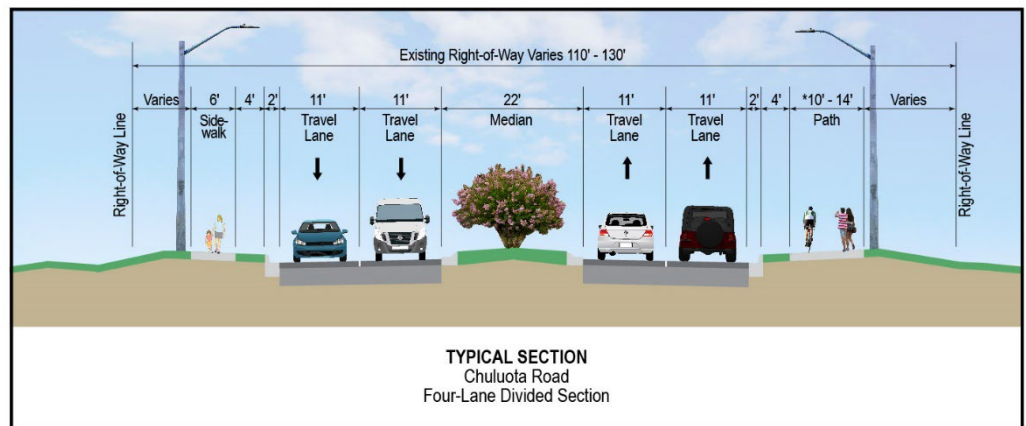 Existing Right-of-Way Varies 110' - 130'
Varies
6'
4'
2'
11'
11'
22'
11'
11'
2'
4'
*10' - 14'
Varies
Side-
walk
Travel
Lane
Travel
Lane
Median
Travel
Lane
Travel
Lane
Path
Right-of-Way Line
Right-of-Way Line
TYPICAL SECTION
Chuluota Road
Four-Lane Divided Section